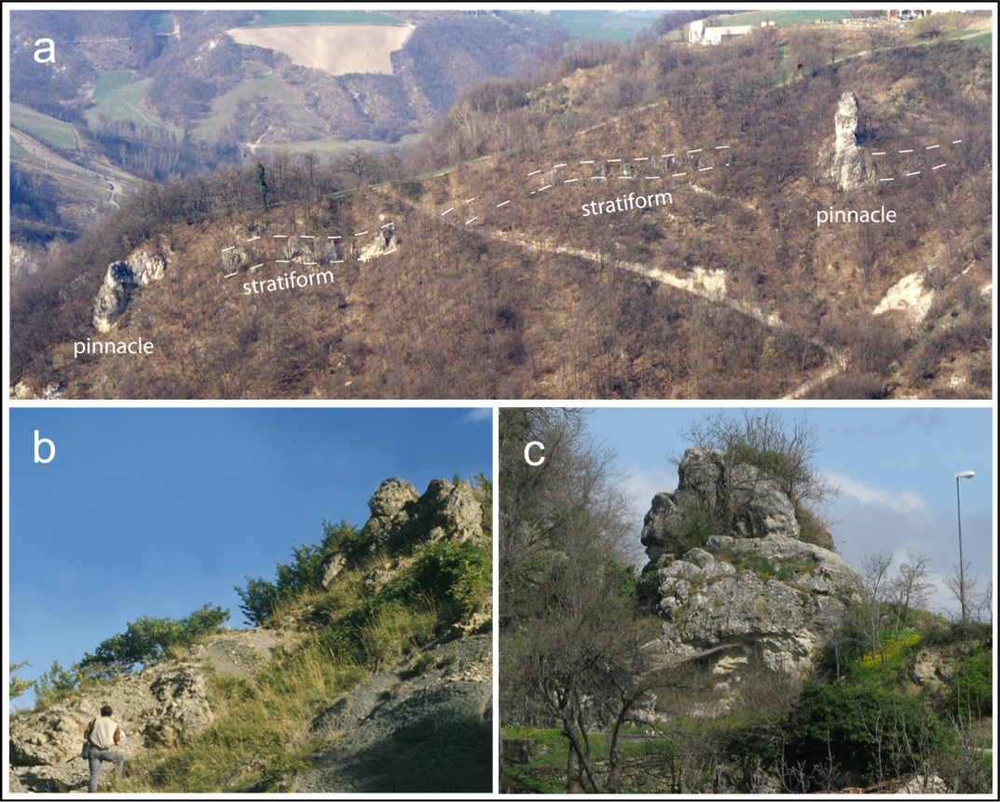 a
stratiform
pinnacle
stratiform
pinnacle
b
c